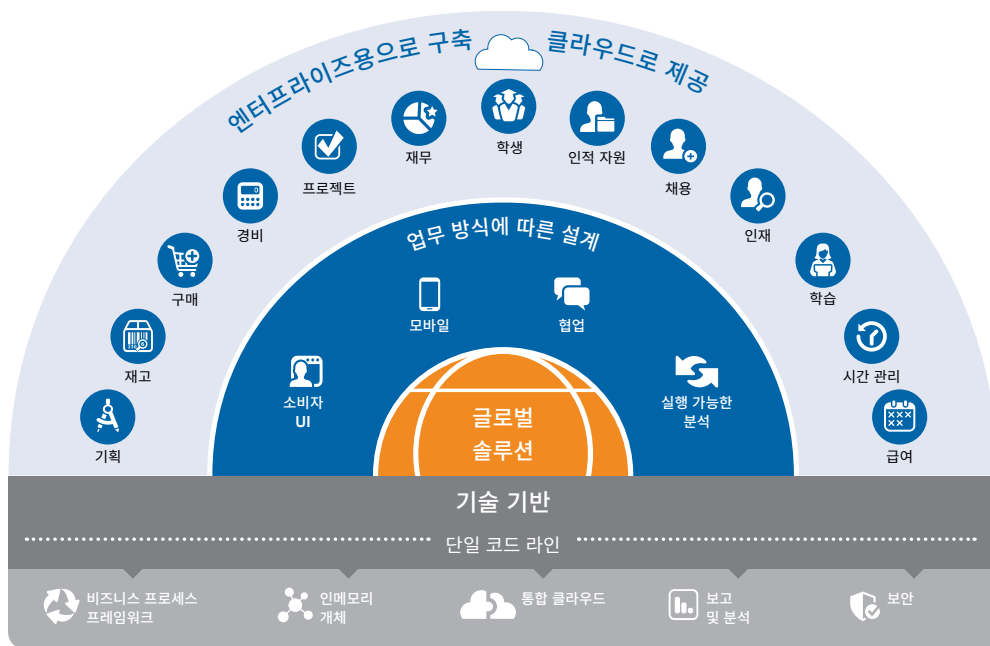 엔터프라이즈용으로 구축 클라우드로 제공
기획
재고
구매
경비
프로젝트
재무
학생
인적 자원
채용
인재
학습
시간 관리
급여
업무 방식에 따른 설계
소비자
UI
모바일
협업
실행 가능한
분석
글로벌
솔루션
기술 기반
단일 코드 라인
비즈니스 프로세스
프레임워크
인메모리
개체
통합 클라우드
보고
및 분석
보안